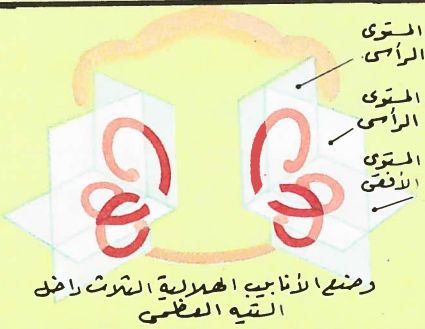 المستوى
الرأسى
المستوى
الرأسى
المستوى
الأفقى
وضع الأنابيب الهلالية الثلاث داخل
التيه العظمى